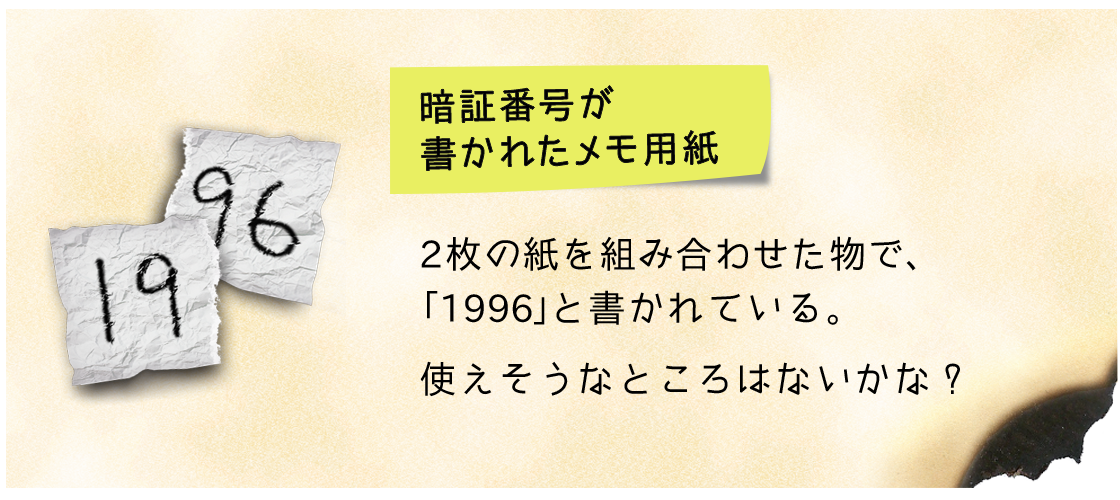 96
19
暗証番号が
書かれたメモ用紙
2枚の紙を組み合わせた物で、
「1996」と書かれている。
使えそうなところはないかな？